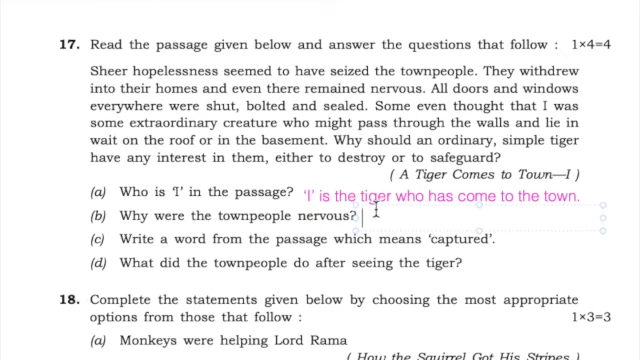 17. Read the passage given below and answer the questions that follow : 1×4=4
Sheer hopelessness seemed to have seized the townpeople. They withdrew
into their homes and even there remained nervous. All doors and windows
everywhere were shut, bolted and sealed. Some even thought that I was
some extraordinary creature who might pass through the walls and lie in
wait on the roof or in the basement. Why should an ordinary, simple tiger
have any interest in them, either to destroy or to safeguard?
( A Tiger Comes to Town—I )
(a) Who is 'I' in the passage? 'I' is the tiger who has come to the town.
(b) Why were the townpeople nervous?
(c) Write a word from the passage which means 'captured'.
(d) What did the townpeople do after seeing the tiger?
18. Complete the statements given below by choosing the most appropriate
options from those that follow : 1×3=3
(a) Monkeys were helping Lord Rama
( How the Squirrel Got His Stripes )